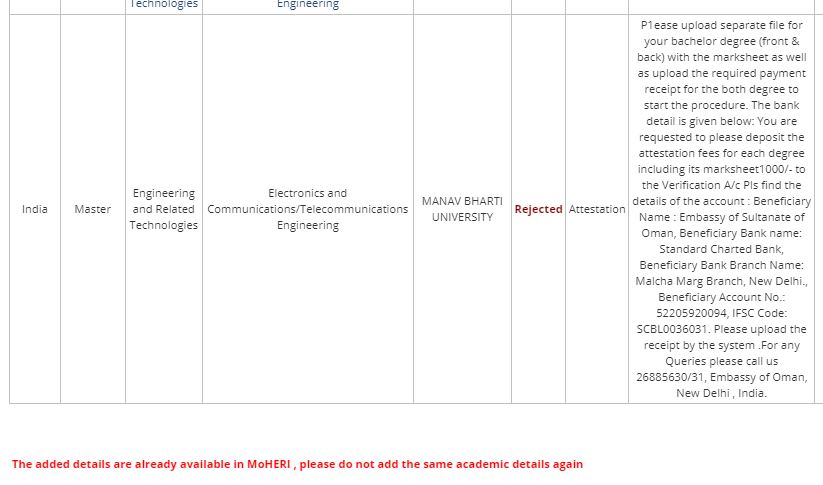 Technologies
Engineering
India
Master
Engineering
and Related
Technologies
Electronics and
Communications/Telecommunications
Engineering
MANAV BHARTI
UNIVERSITY
Rejected
Attestation
P1ease upload separate file for
your bachelor degree (front &
back) with the marksheet as well
as upload the required payment
receipt for the both degree to
start the procedure. The bank
detail is given below: You are
requested to please deposit the
attestation fees for each degree
including its marksheet1000/- to
the Verification A/c Pls find the
details of the account : Beneficiary
Name : Embassy of Sultanate of
Oman, Beneficiary Bank name:
Standard Charted Bank,
Beneficiary Bank Branch Name:
Malcha Marg Branch, New Delhi.,
Beneficiary Account No.:
52205920094, IFSC Code:
SCBL0036031. Please upload the
receipt by the system .For any
Queries please call us
26885630/31, Embassy of Oman,
New Delhi , India.
The added details are already available in MoHERI , please do not add the same academic details again